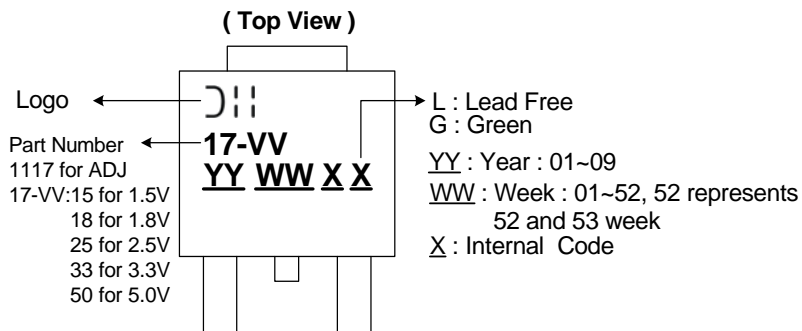 ( Top View )
Logo
Part Number
1117 for ADJ
17-VV:15 for 1.5V
18 for 1.8V
25 for 2.5V
33 for 3.3V
50 for 5.0V
17-VV
YY WW X X
L : Lead Free
G : Green
YY : Year : 01~09
WW : Week : 01~52, 52 represents
52 and 53 week
X : Internal Code